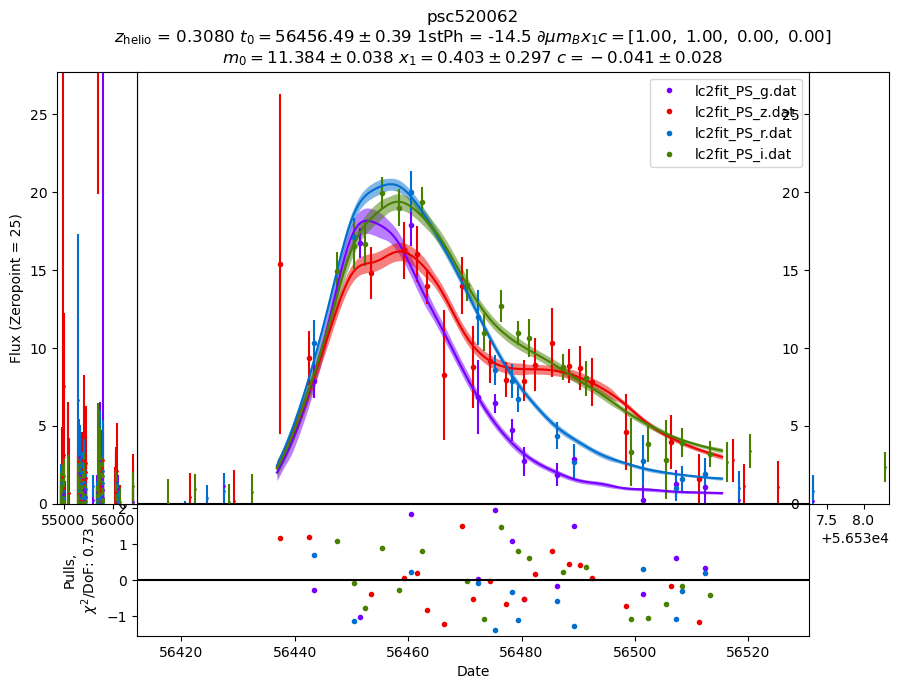 psc520062
z_helio = 0.3080 t_0 = 56456.49 ± 0.39 1stPh = -14.5 ∂μm_Bx_1c = [1.00, 1.00, 0.00, 0.00]
m_0 = 11.384 ± 0.038 x_1 = 0.403 ± 0.297 c = −0.041 ± 0.028
lc2fit_PS_g.dat
lc2fit_PS_z.dat
lc2fit_PS_r.dat
lc2fit_PS_i.dat
Flux (Zeropoint = 25)
25
20
15
10
5
0
25
20
15
10
5
0
55000 56000
7.5 8.0
+5.653e4
Pulls,
χ^2/DoF: 0.73
2
1
0
−1
56420 56440 56460 56480 56500 56520
Date